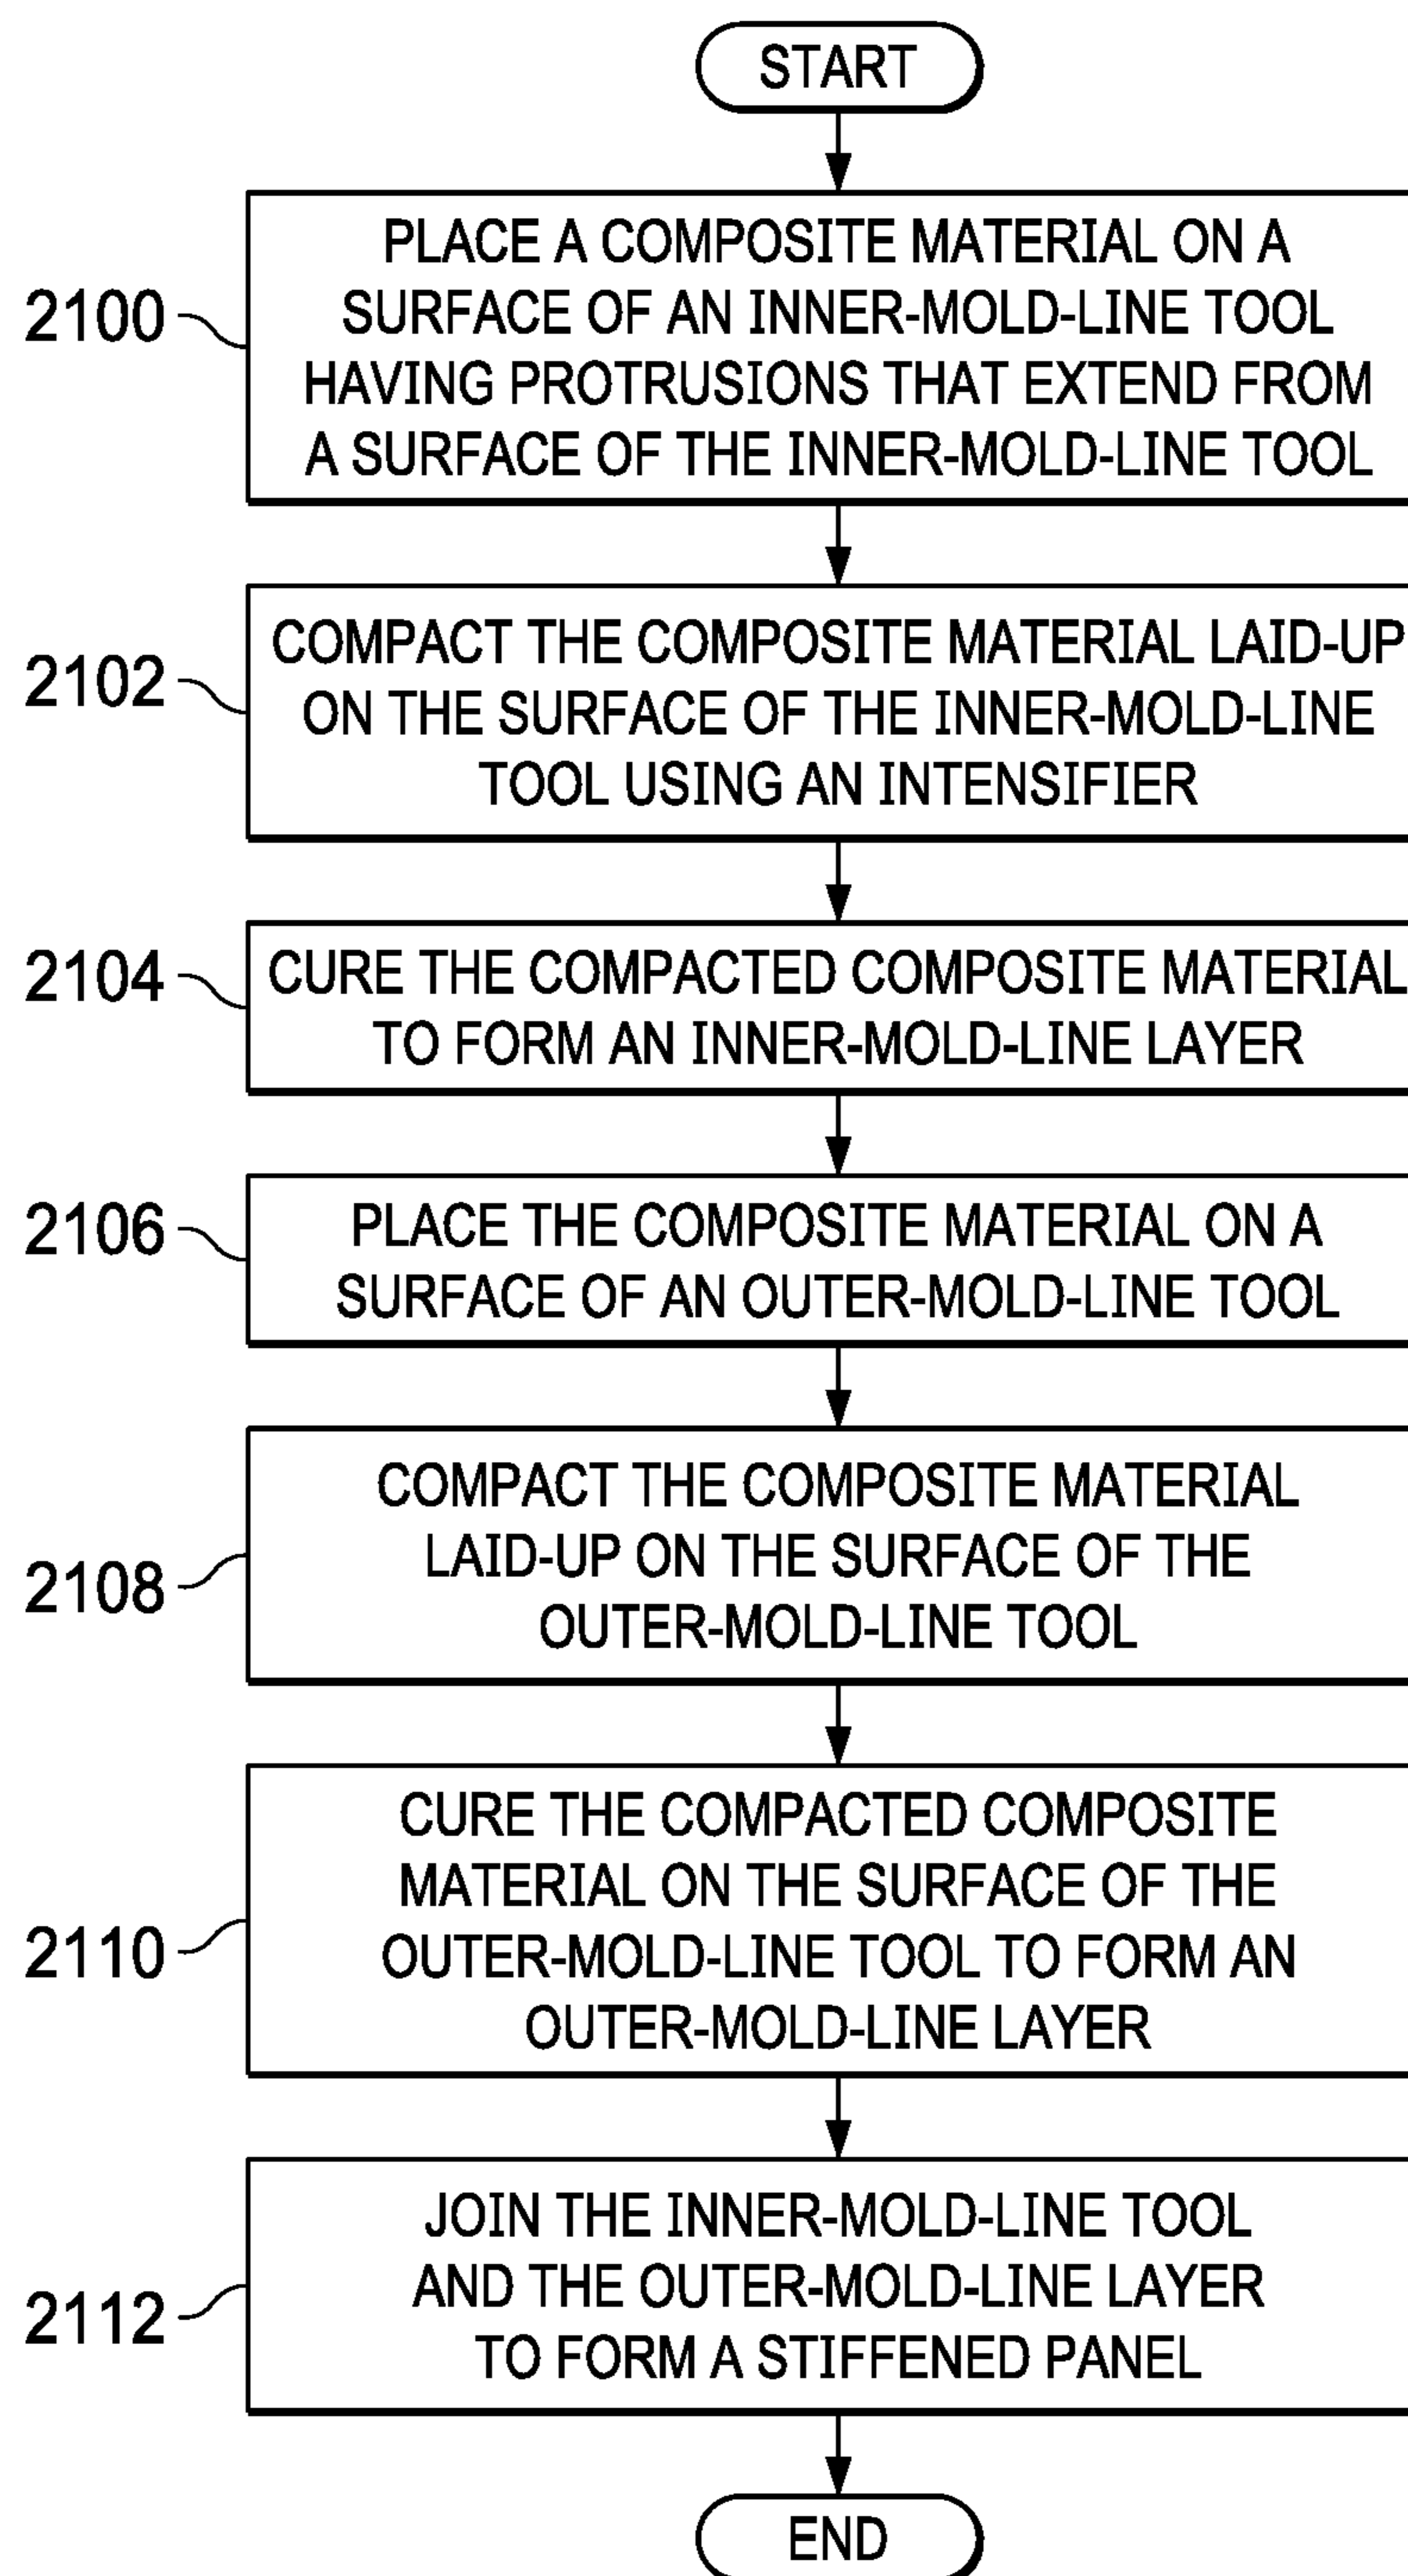 START
2100
PLACE A COMPOSITE MATERIAL ON A
SURFACE OF AN INNER-MOLD-LINE TOOL
HAVING PROTRUSIONS THAT EXTEND FROM
A SURFACE OF THE INNER-MOLD-LINE TOOL
2102
COMPACT THE COMPOSITE MATERIAL LAID-UP
ON THE SURFACE OF THE INNER-MOLD-LINE
TOOL USING AN INTENSIFIER
2104
CURE THE COMPACTED COMPOSITE MATERIAL
TO FORM AN INNER-MOLD-LINE LAYER
2106
PLACE THE COMPOSITE MATERIAL ON A
SURFACE OF AN OUTER-MOLD-LINE TOOL
2108
COMPACT THE COMPOSITE MATERIAL
LAID-UP ON THE SURFACE OF THE
OUTER-MOLD-LINE TOOL
2110
CURE THE COMPACTED COMPOSITE
MATERIAL ON THE SURFACE OF THE
OUTER-MOLD-LINE TOOL TO FORM AN
OUTER-MOLD-LINE LAYER
2112
JOIN THE INNER-MOLD-LINE TOOL
AND THE OUTER-MOLD-LINE LAYER
TO FORM A STIFFENED PANEL
END